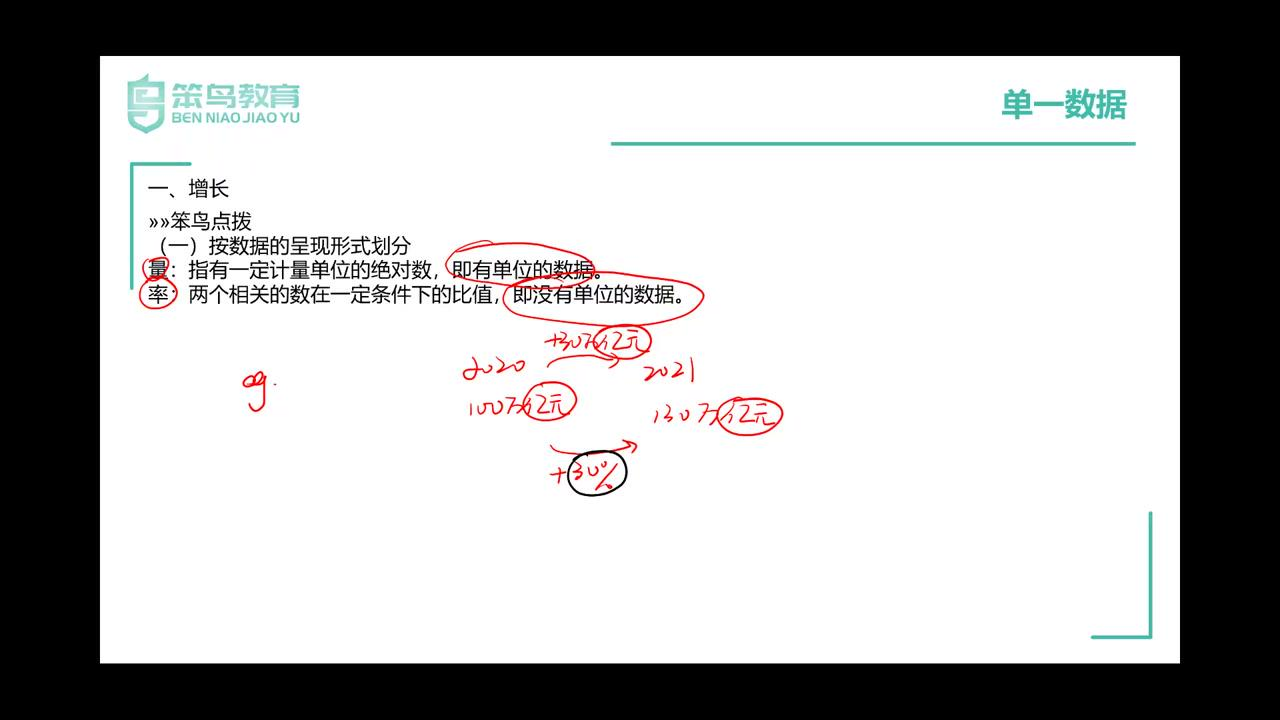 笨鸟教育
BEN NIAO JIAO YU
单一数据
一、增长
»»笨鸟点拨
（一）按数据的呈现形式划分
量：指有一定计量单位的绝对数，即有单位的数据。
率：两个相关的数在一定条件下的比值，即没有单位的数据。
+30万亿元
2020 2021
eg. 100万亿元 130万亿元
+30%